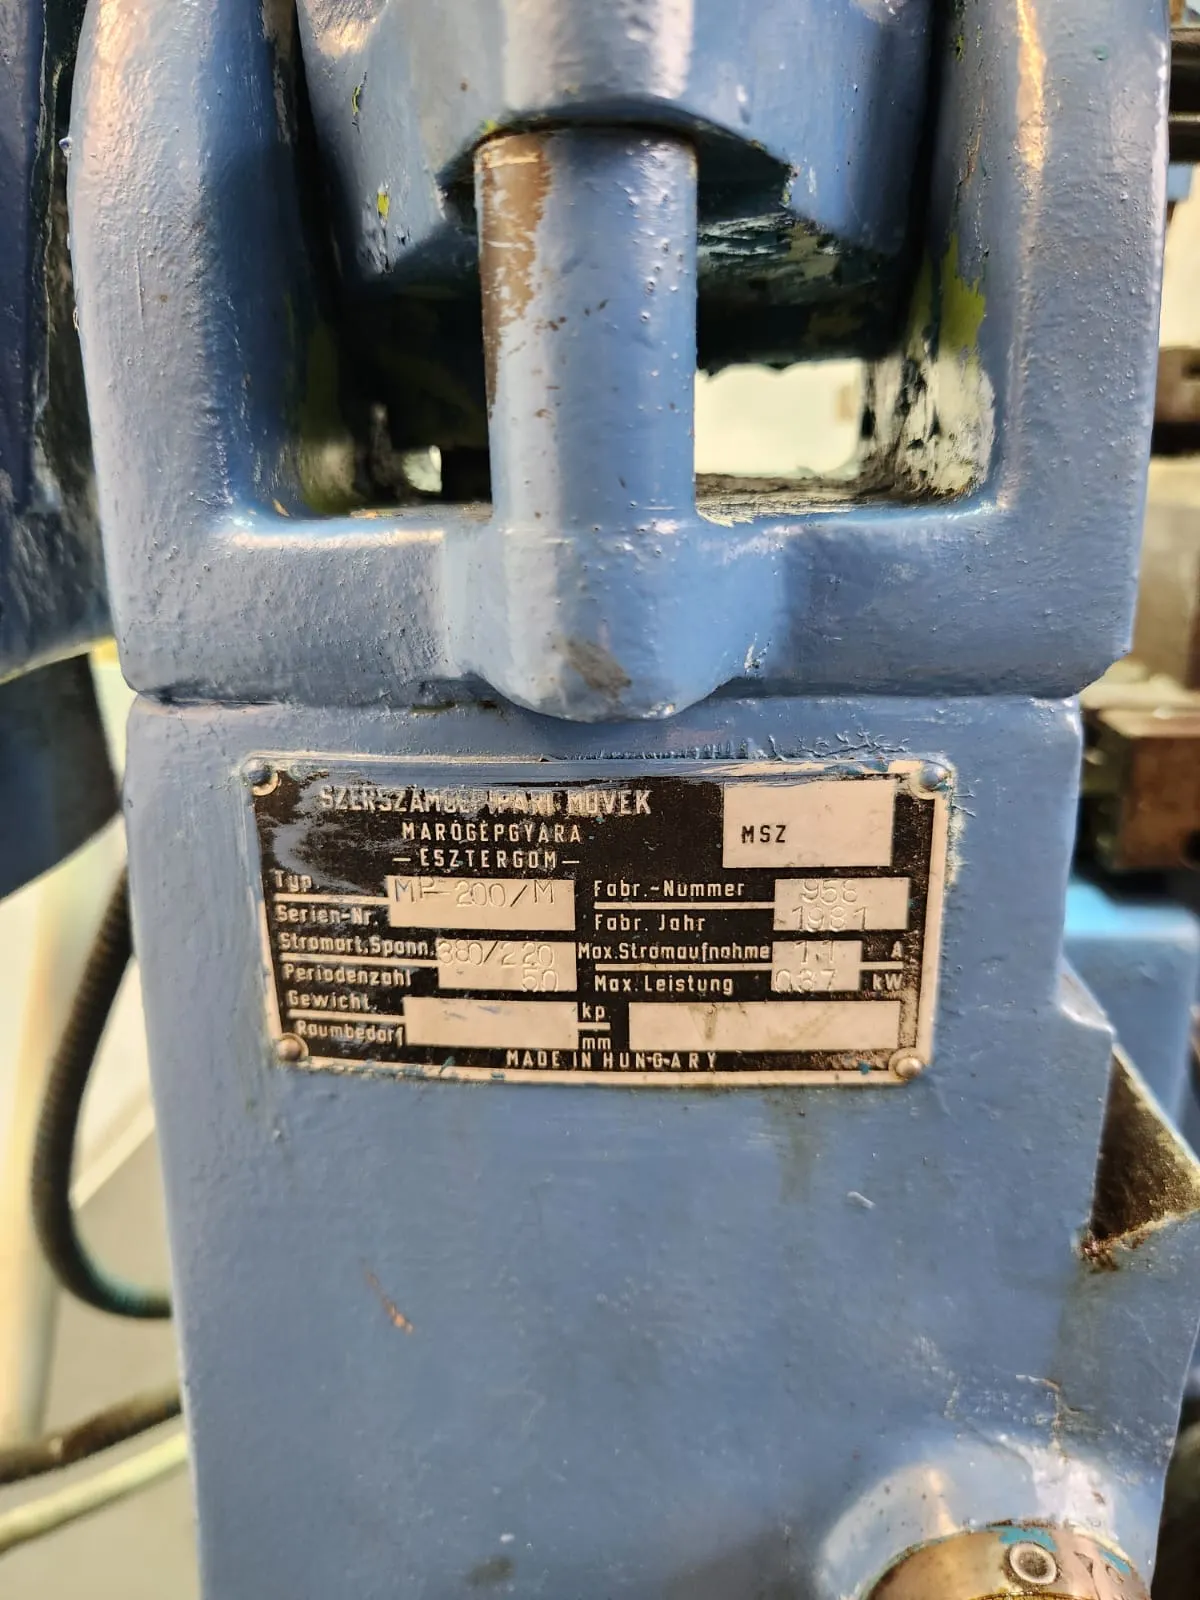 SZERSZÁMGÉPIPARI MŰVEK
MARÓGÉPGYÁRA
—ESZTERGOM—
MSZ
Typ. MP-200/M Fabr.-Nummer 958
Serien-Nr. Fabr. Jahr 1981
Stromart.Spann. 380/220 Max.Stromaufnahme 1.1 A
Periodenzahl 50 Max. Leistung 0.37 kW
Gewicht. kp
Raumbedarf mm
MADE IN HUNGARY